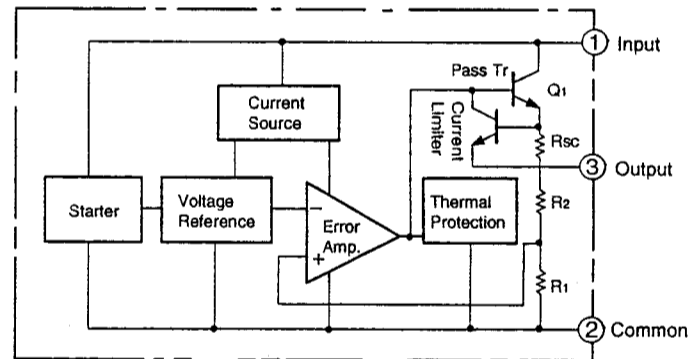 1 Input
Pass Tr
Q1
Current
Source
Current
Limiter
Rsc
3 Output
Starter
Voltage
Reference
−
Error
Amp.
+
Thermal
Protection
R2
R1
2 Common